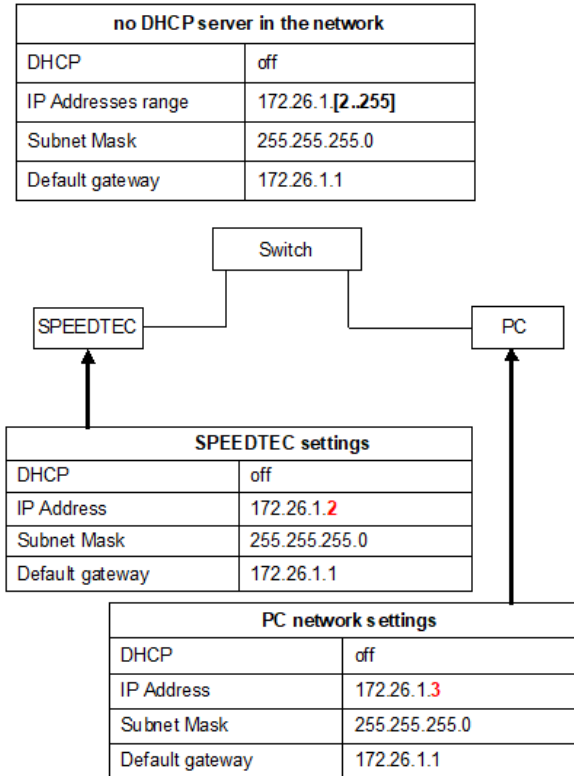 no DHCP server in the network
DHCP off
IP Addresses range 172.26.1.[2..255]
Subnet Mask 255.255.255.0
Default gateway 172.26.1.1
Switch
SPEEDTEC PC
SPEEDTEC settings
DHCP off
IP Address 172.26.1.2
Subnet Mask 255.255.255.0
Default gateway 172.26.1.1
PC network settings
DHCP off
IP Address 172.26.1.3
Subnet Mask 255.255.255.0
Default gateway 172.26.1.1